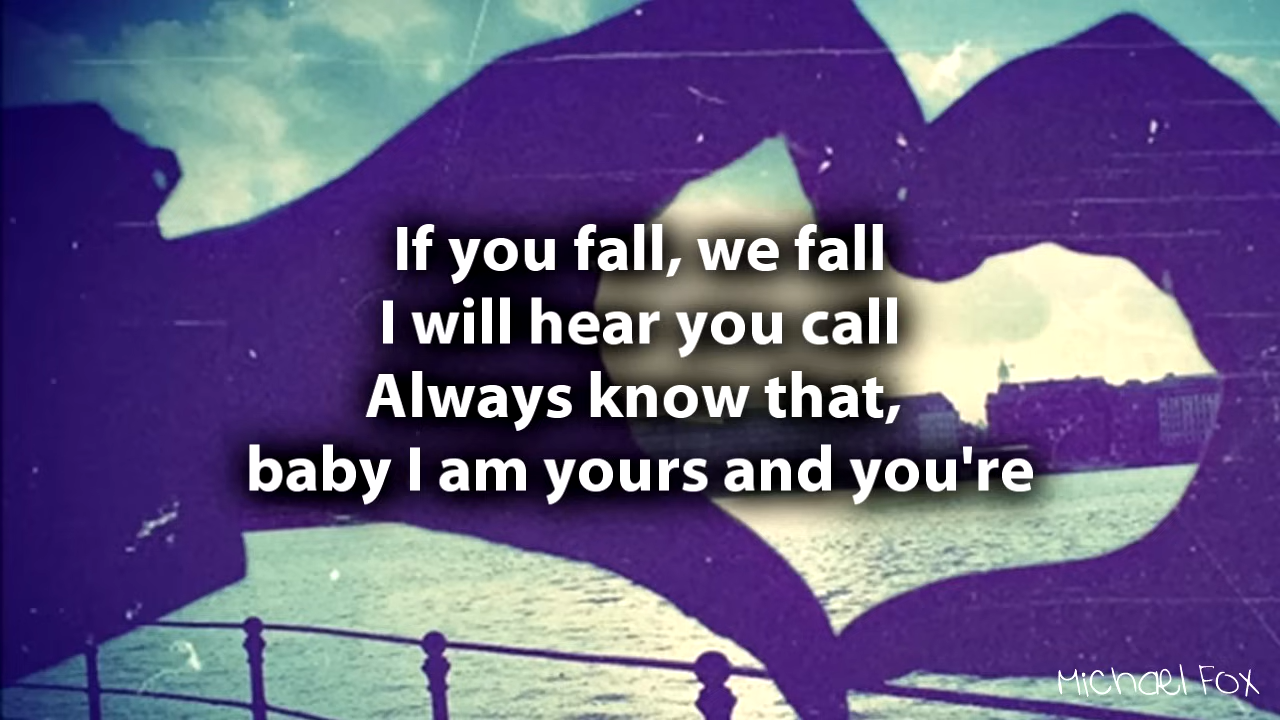 If you fall, we fall
I will hear you call
Always know that,
baby I am yours and you're
Michael Fox